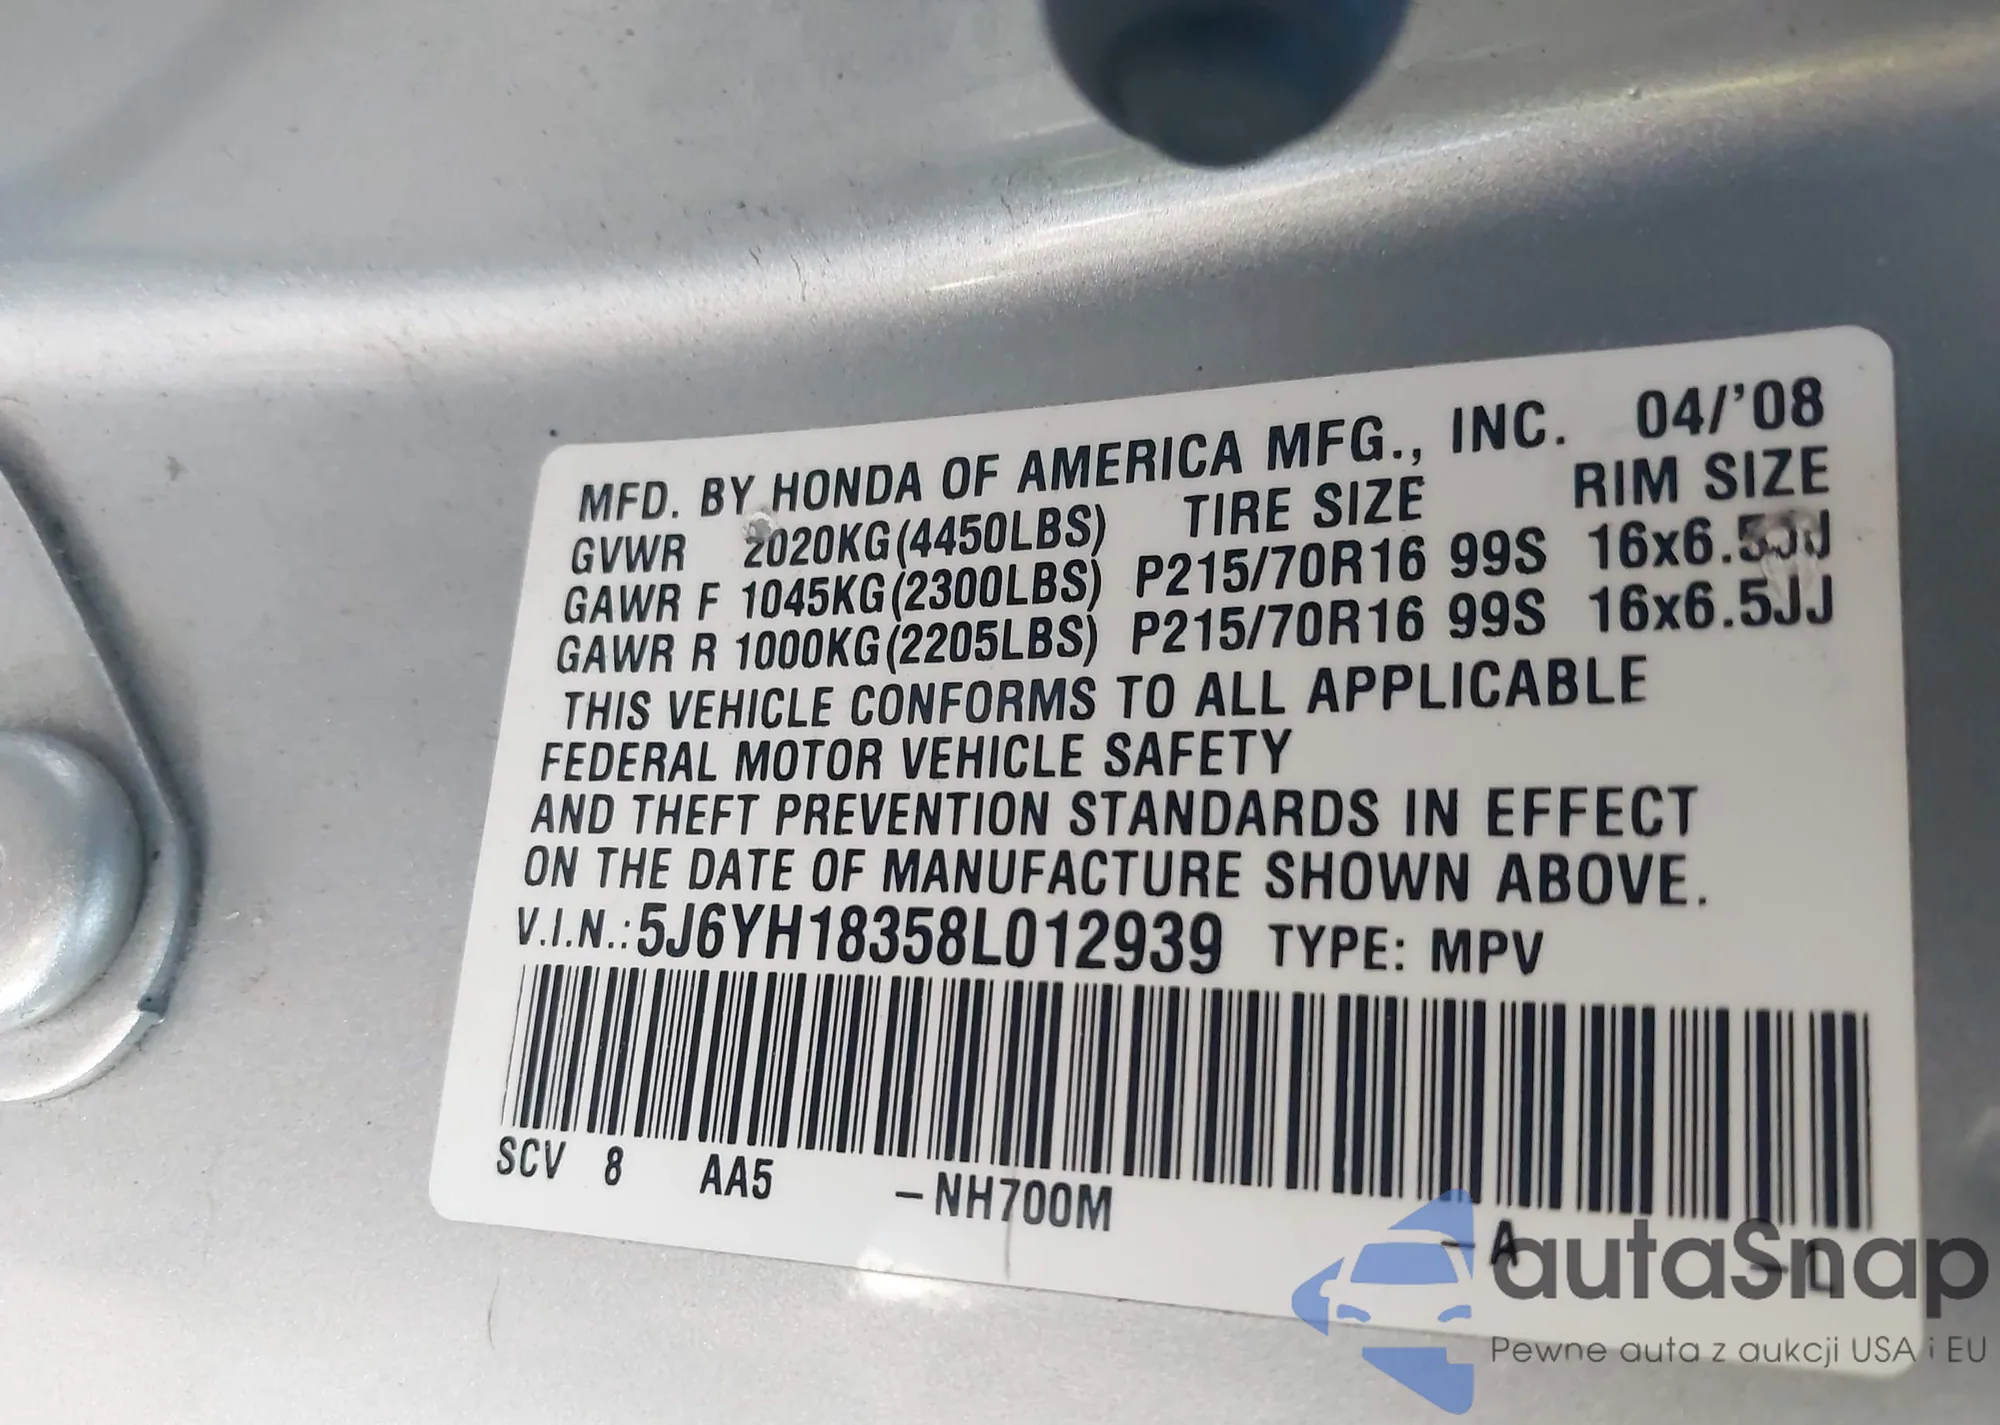 MFD. BY HONDA OF AMERICA MFG., INC. 04/'08
GVWR 2020KG(4450LBS) TIRE SIZE RIM SIZE
GAWR F 1045KG(2300LBS) P215/70R16 99S 16x6.5JJ
GAWR R 1000KG(2205LBS) P215/70R16 99S 16x6.5JJ
THIS VEHICLE CONFORMS TO ALL APPLICABLE
FEDERAL MOTOR VEHICLE SAFETY
AND THEFT PREVENTION STANDARDS IN EFFECT
ON THE DATE OF MANUFACTURE SHOWN ABOVE.
V.I.N.: 5J6YH18358L012939 TYPE: MPV
SCV 8 AA5 –NH700M –A –L
autaSnap
Pewne auta z aukcji USA i EU